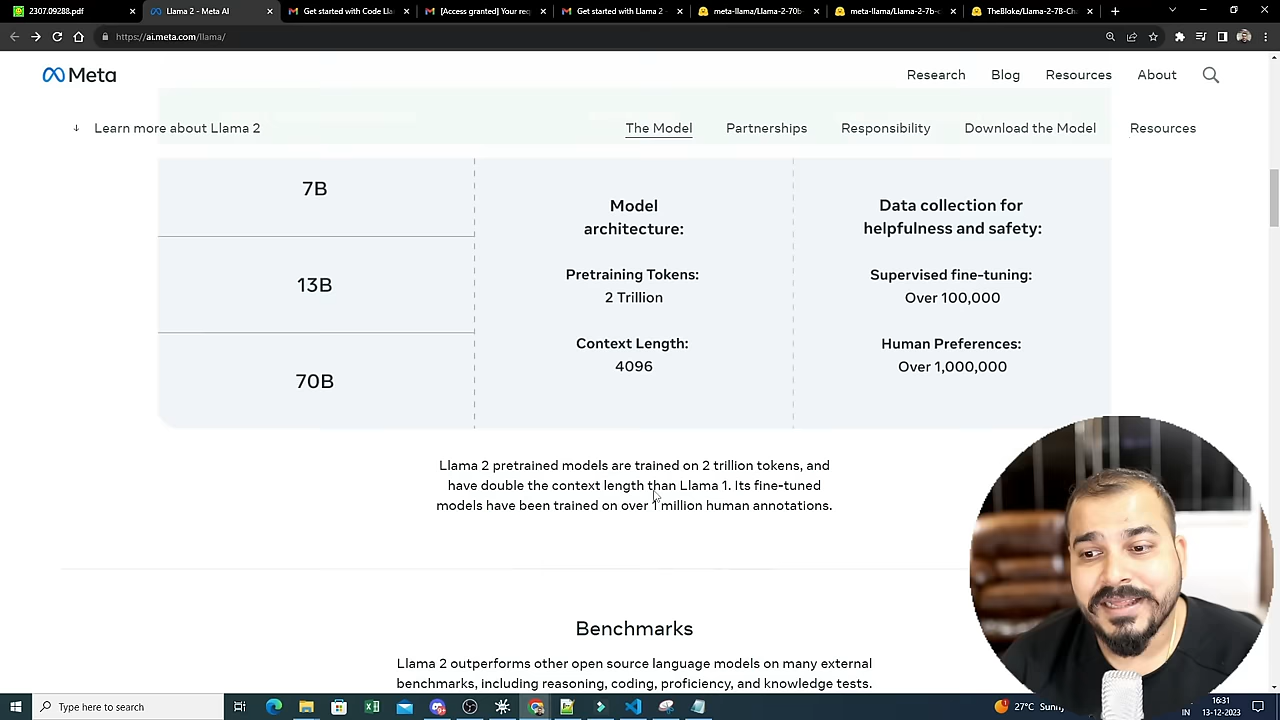 2307.09288.pdf
Llama 2 - Meta AI
Get started with Code Lla
[Access granted] Your rec
Get started with Llama 2
meta-llama/Llama-2-70b
meta-llama/Llama-2-7b-c
TheBloke/Llama-2-7B-Cha
https://ai.meta.com/llama/
Meta
Research Blog Resources About
Learn more about Llama 2
The Model Partnerships Responsibility Download the Model Resources
7B
13B
70B
Model
architecture:
Pretraining Tokens:
2 Trillion
Context Length:
4096
Data collection for
helpfulness and safety:
Supervised fine-tuning:
Over 100,000
Human Preferences:
Over 1,000,000
Llama 2 pretrained models are trained on 2 trillion tokens, and
have double the context length than Llama 1. Its fine-tuned
models have been trained on over 1 million human annotations.
Benchmarks
Llama 2 outperforms other open source language models on many external
benchmarks, including reasoning, coding, proficiency, and knowledge tests.
Type here to search
27°C Sunny
IN
16:31
13-12-2023